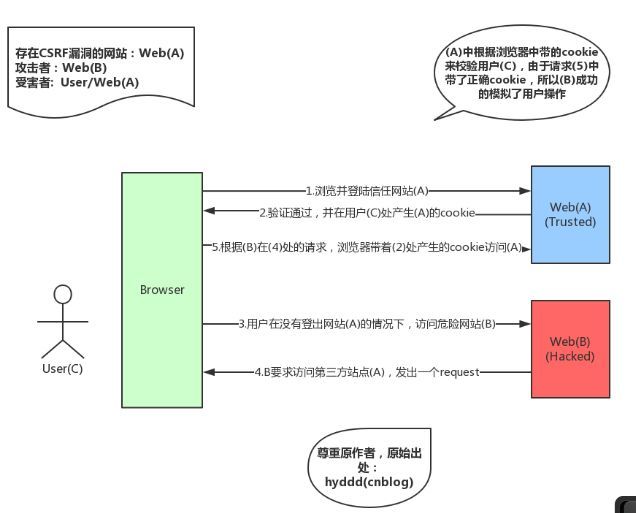 存在CSRF漏洞的网站：Web(A)
攻击者：Web(B)
受害者：User/Web(A)
(A)中根据浏览器中带的cookie
来校验用户(C)，由于请求(5)中
带了正确cookie，所以(B)成功
的模拟了用户操作
1.浏览并登陆信任网站(A)
2.验证通过，并在用户(C)处产生(A)的cookie
5.根据(B)在(4)处的请求，浏览器带着(2)处产生的cookie访问(A)
Web(A)
(Trusted)
Browser
3.用户在没有登出网站(A)的情况下，访问危险网站(B)
4.B要求访问第三方站点(A)，发出一个request
Web(B)
(Hacked)
User(C)
尊重原作者，原始出
处：
hyddd(cnblog)